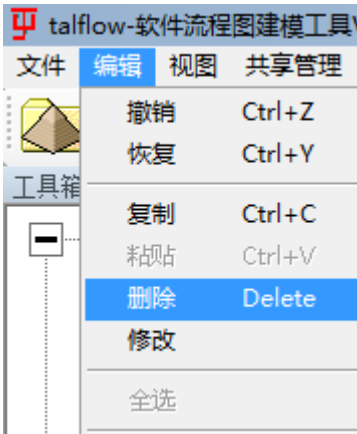 talflow-软件流程图建模工具
文件 编辑 视图 共享管理
撤销 Ctrl+Z
恢复 Ctrl+Y
工具箱
复制 Ctrl+C
粘贴 Ctrl+V
删除 Delete
修改
全选